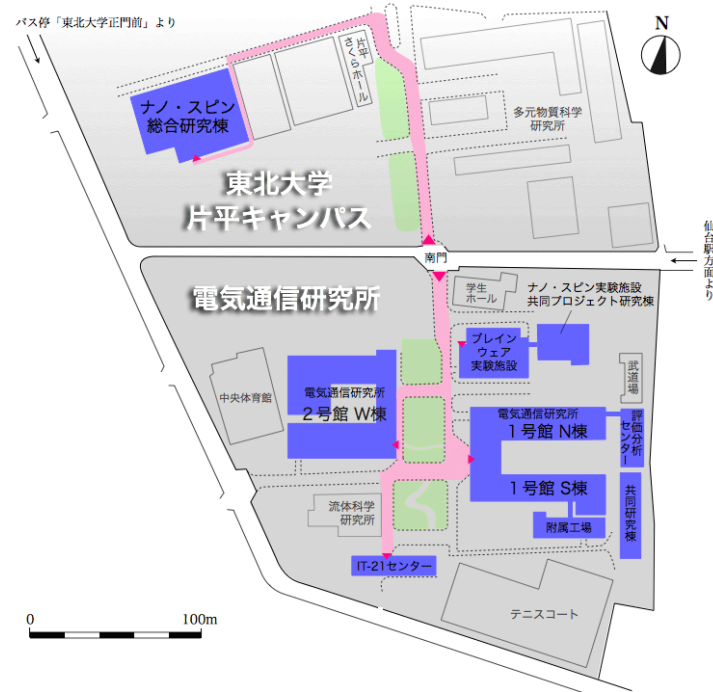 バス停「東北大学正門前」より
N
片平
さくらホール
ナノ・スピン
総合研究棟
多元物質科学
研究所
東北大学
片平キャンパス
仙台駅方面より
南門
電気通信研究所
学生
ホール
ナノ・スピン実験施設
共同プロジェクト研究棟
ブレイン
ウェア
実験施設
武道場
中央体育館
電気通信研究所
2号館 W棟
電気通信研究所
1号館 N棟
評価分析
センター
1号館 S棟
共同研究棟
流体科学
研究所
附属工場
IT-21センター
テニスコート
0 100m